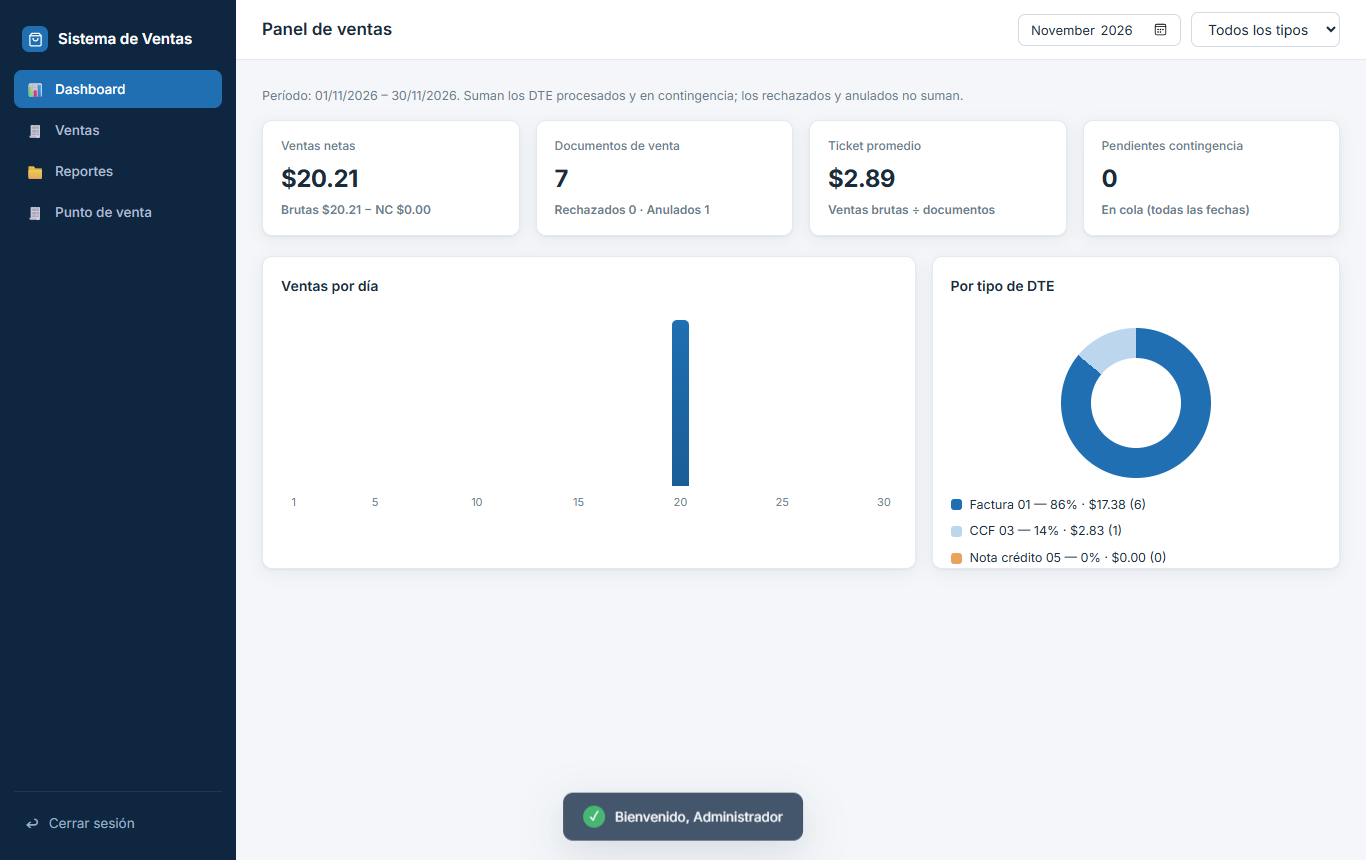 Sistema de Ventas
Dashboard
Ventas
Reportes
Punto de venta
Cerrar sesión
Panel de ventas
November 2026
Todos los tipos
Período: 01/11/2026 – 30/11/2026. Suman los DTE procesados y en contingencia; los rechazados y anulados no suman.
Ventas netas
$20.21
Brutas $20.21 – NC $0.00
Documentos de venta
7
Rechazados 0 · Anulados 1
Ticket promedio
$2.89
Ventas brutas ÷ documentos
Pendientes contingencia
0
En cola (todas las fechas)
Ventas por día
1 5 10 15 20 25 30
Por tipo de DTE
Factura 01 — 86% · $17.38 (6)
CCF 03 — 14% · $2.83 (1)
Nota crédito 05 — 0% · $0.00 (0)
Bienvenido, Administrador